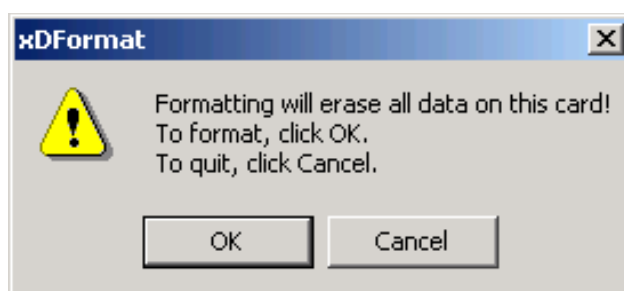 xDFormat
Formatting will erase all data on this card!
To format, click OK.
To quit, click Cancel.
OK
Cancel